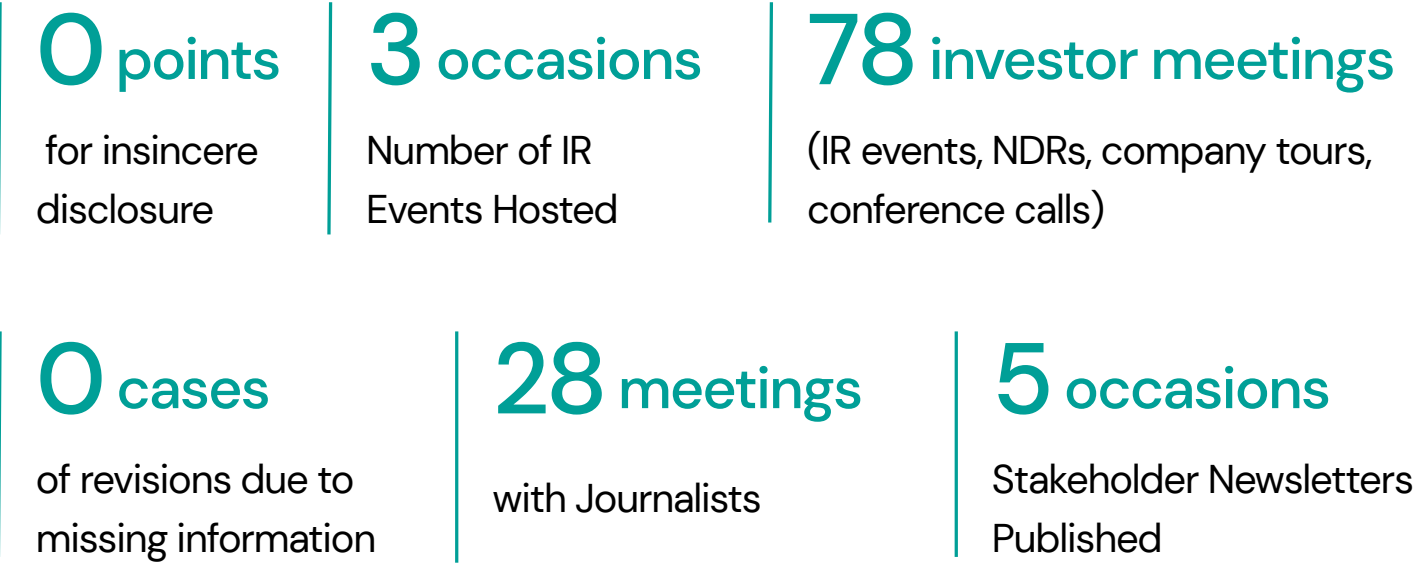 0 points
for insincere
disclosure
3 occasions
Number of IR
Events Hosted
78 investor meetings
(IR events, NDRs, company tours,
conference calls)
0 cases
of revisions due to
missing information
28 meetings
with Journalists
5 occasions
Stakeholder Newsletters
Published